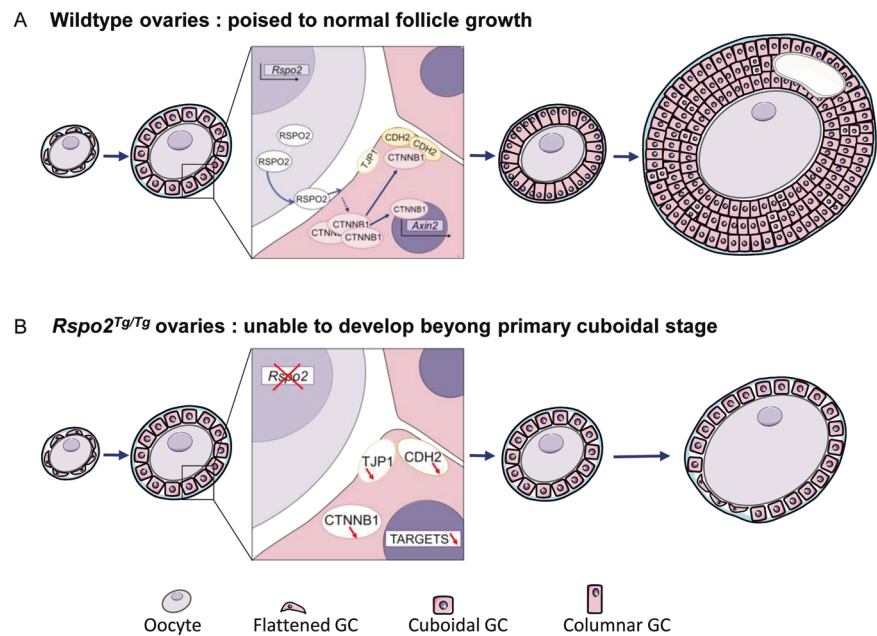 A Wildtype ovaries : poised to normal follicle growth
Rspo2
RSPO2
RSPO2
RSPO2
TJP1
CDH2
CDH2
CTNNB1
CTNNB1
CTNNB1
CTNN
CTNNB1
Axin2
B Rspo2Tg/Tg ovaries : unable to develop beyong primary cuboidal stage
Rspo2
TJP1
CDH2
CTNNB1
TARGETS
Oocyte
Flattened GC
Cuboidal GC
Columnar GC